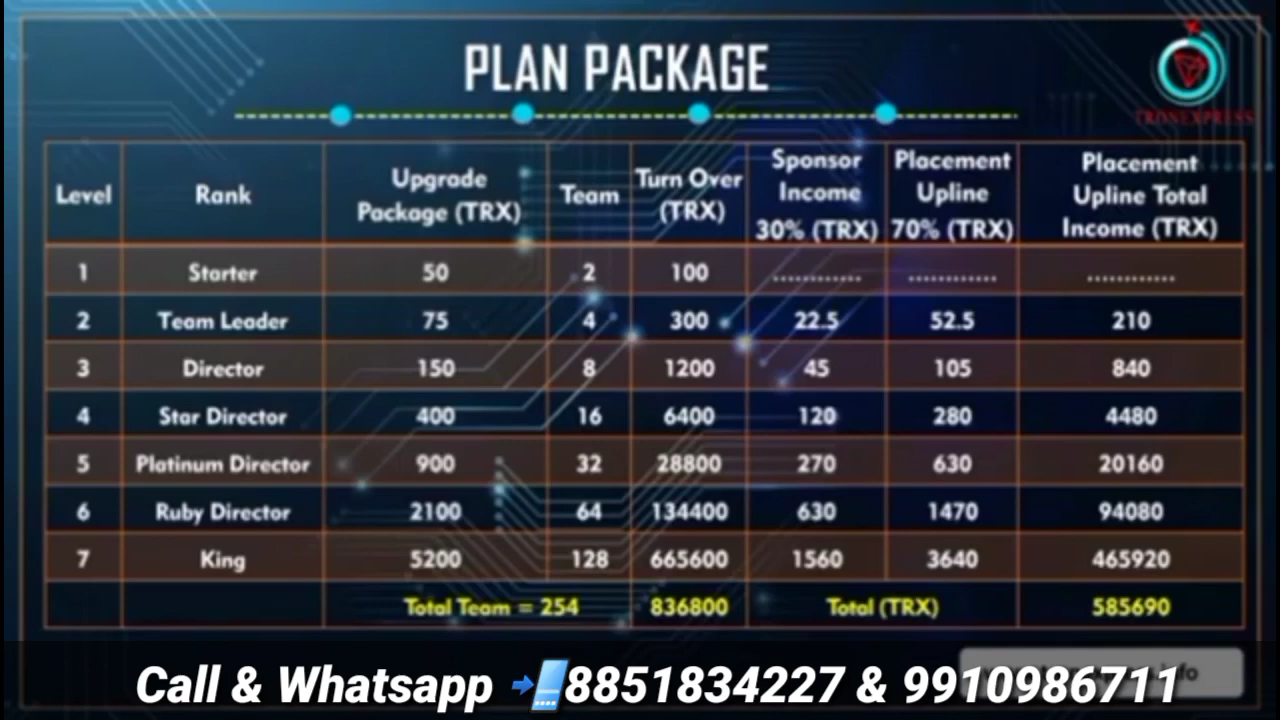 PLAN PACKAGE
TRONEXPRESS
Level Rank Upgrade Package (TRX) Team Turn Over (TRX) Sponsor Income 30% (TRX) Placement Upline 70% (TRX) Placement Upline Total Income (TRX)
1 Starter 50 2 100 ............ ............ ............
2 Team Leader 75 4 300 22.5 52.5 210
3 Director 150 8 1200 45 105 840
4 Star Director 400 16 6400 120 280 4480
5 Platinum Director 900 32 28800 270 630 20160
6 Ruby Director 2100 64 134400 630 1470 94080
7 King 5200 128 665600 1560 3640 465920
Total Team = 254 836800 Total (TRX) 585690
Call & Whatsapp 8851834227 & 9910986711